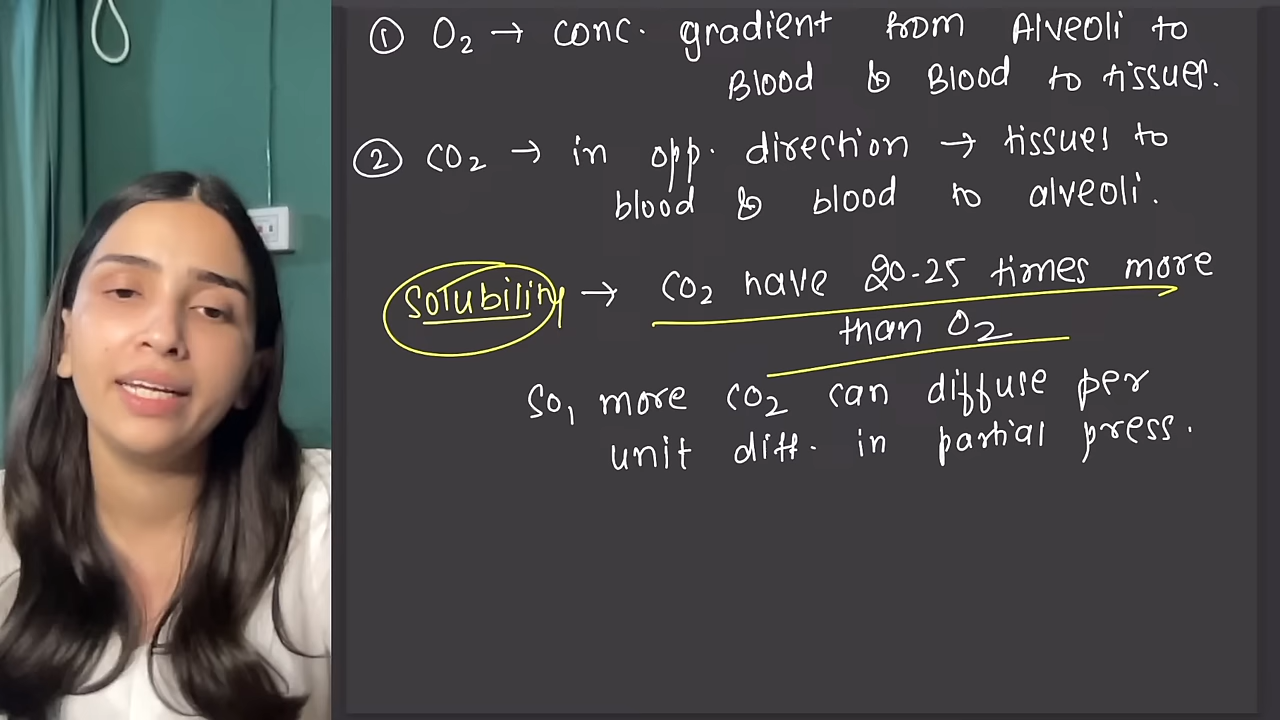 ① O₂ → conc. gradient from Alveoli to
Blood & Blood to tissues.
② CO₂ → in opp. direction → tissues to
blood & blood to alveoli.
Solubility → CO₂ have 20-25 times more
than O₂
So, more CO₂ can diffuse per
unit diff. in partial press.